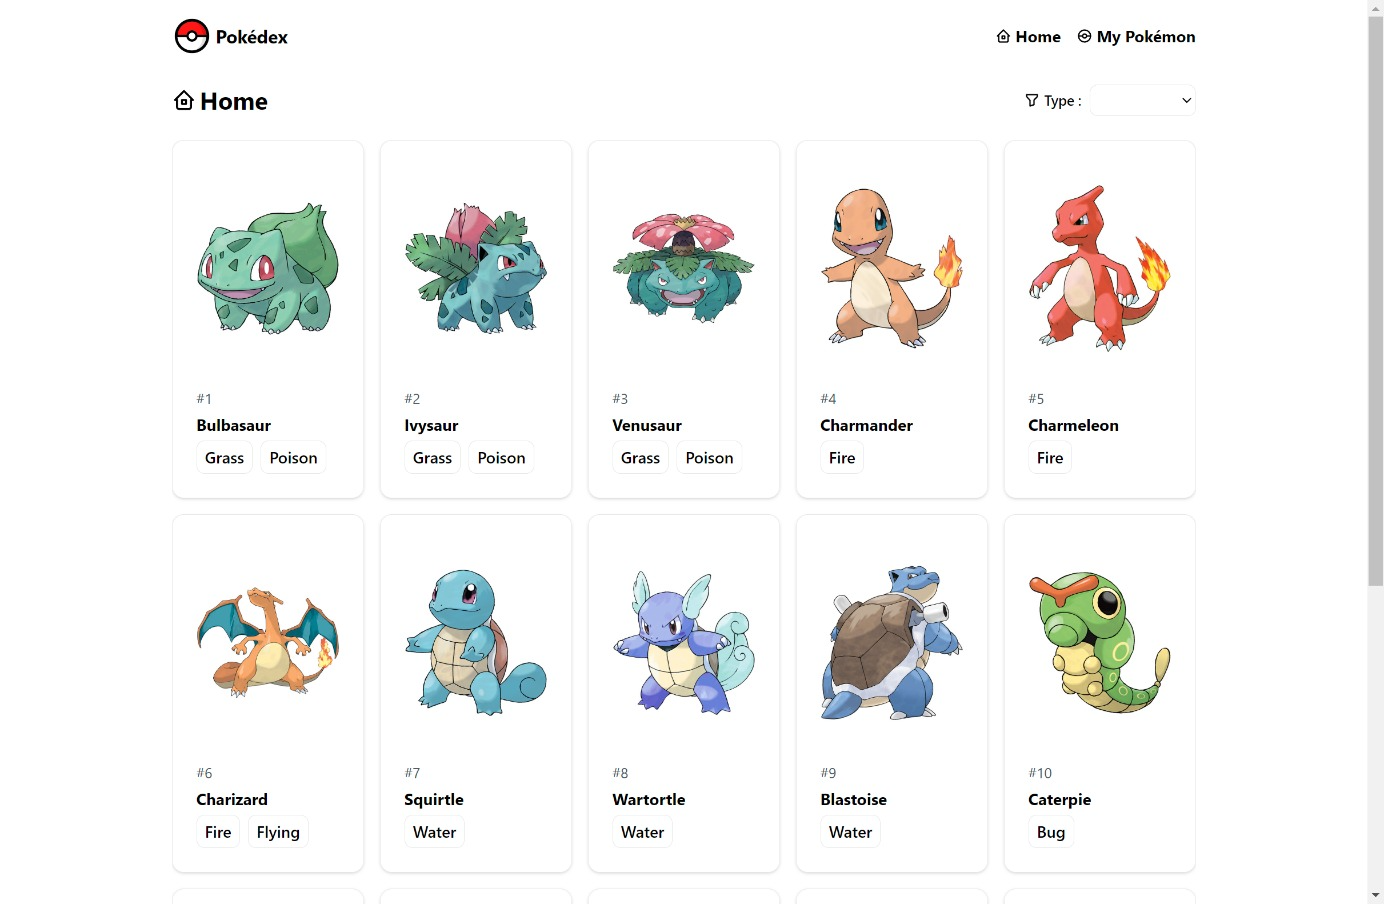 Pokédex
Home
My Pokémon
Home
Type :
#1
Bulbasaur
Grass Poison
#2
Ivysaur
Grass Poison
#3
Venusaur
Grass Poison
#4
Charmander
Fire
#5
Charmeleon
Fire
#6
Charizard
Fire Flying
#7
Squirtle
Water
#8
Wartortle
Water
#9
Blastoise
Water
#10
Caterpie
Bug